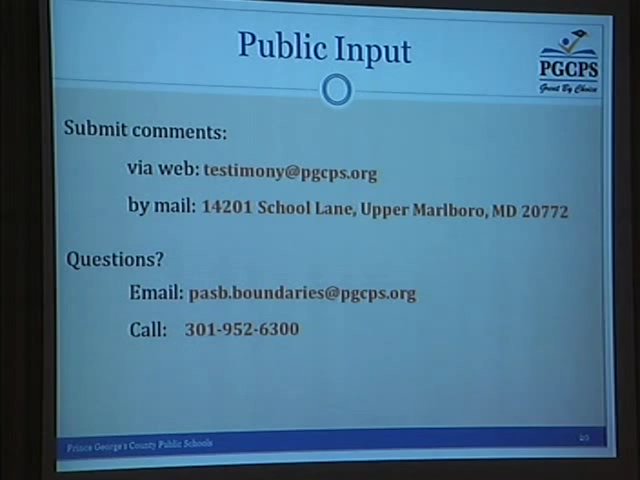 Public Input
PGCPS
Great By Choice
Submit comments:
via web: testimony@pgcps.org
by mail: 14201 School Lane, Upper Marlboro, MD 20772
Questions?
Email: pasb.boundaries@pgcps.org
Call: 301-952-6300
Prince George's County Public Schools